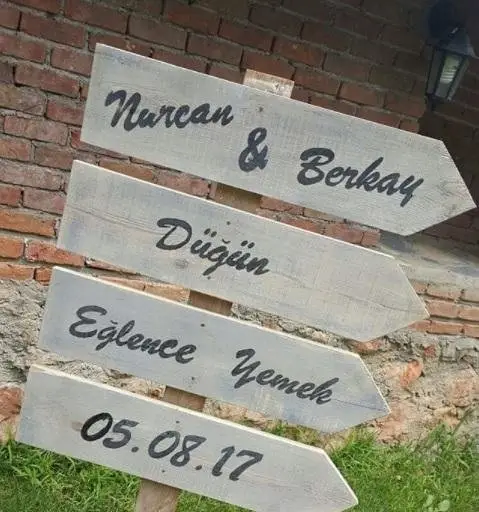 Nurcan & Berkay
Düğün
Eğlence Yemek
05.08.17